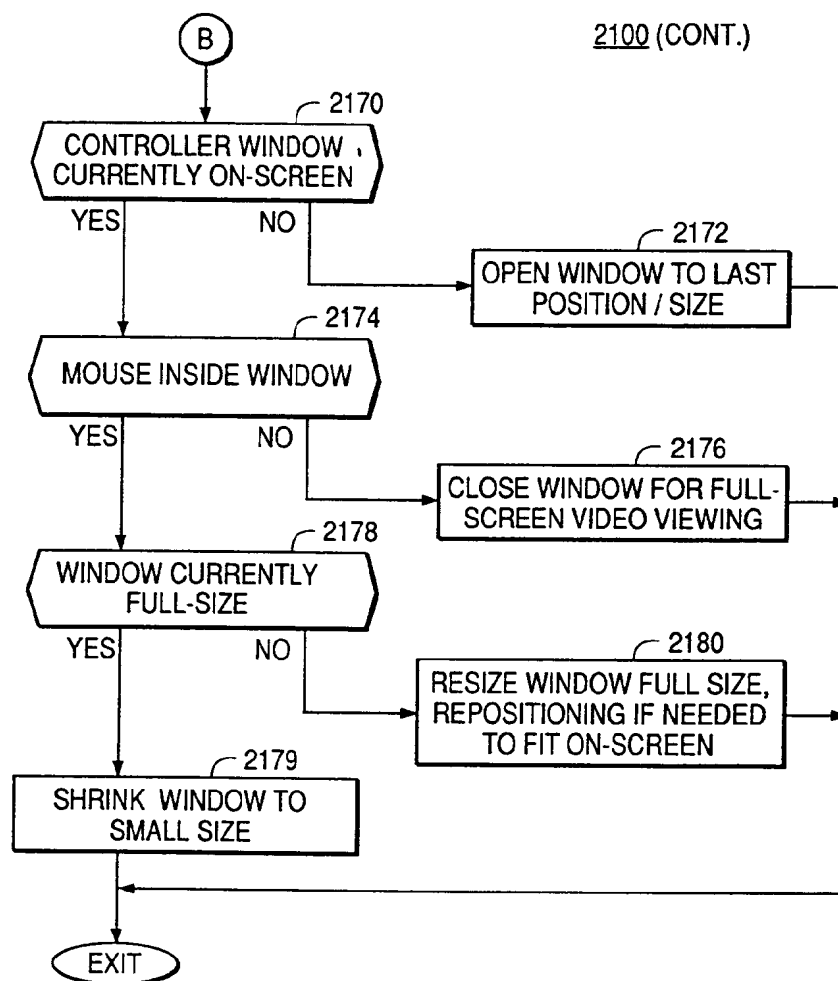 B
2100 (CONT.)
2170
CONTROLLER WINDOW
CURRENTLY ON-SCREEN
YES
NO
2172
OPEN WINDOW TO LAST
POSITION / SIZE
2174
MOUSE INSIDE WINDOW
YES
NO
2176
CLOSE WINDOW FOR FULL-
SCREEN VIDEO VIEWING
2178
WINDOW CURRENTLY
FULL-SIZE
YES
NO
2180
RESIZE WINDOW FULL SIZE,
REPOSITIONING IF NEEDED
TO FIT ON-SCREEN
2179
SHRINK WINDOW TO
SMALL SIZE
EXIT